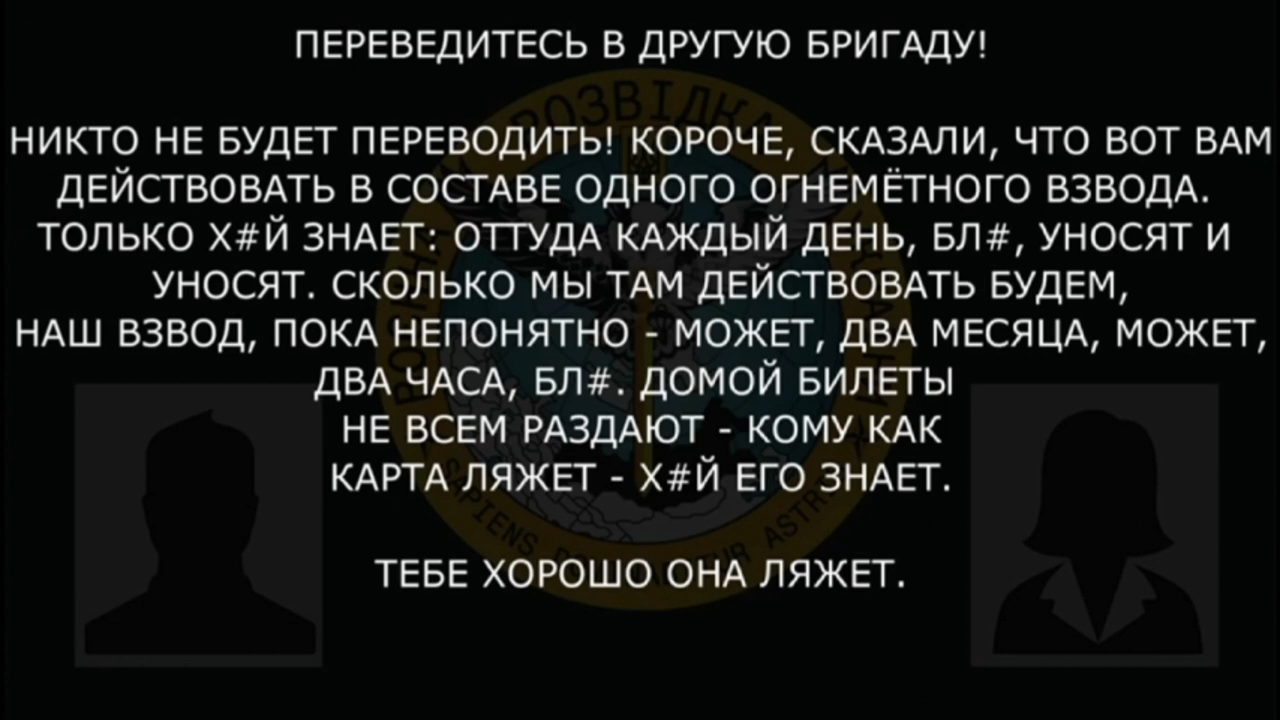 ПЕРЕВЕДИТЕСЬ В ДРУГУЮ БРИГАДУ!
НИКТО НЕ БУДЕТ ПЕРЕВОДИТЬ! КОРОЧЕ, СКАЗАЛИ, ЧТО ВОТ ВАМ
ДЕЙСТВОВАТЬ В СОСТАВЕ ОДНОГО ОГНЕМЁТНОГО ВЗВОДА.
ТОЛЬКО Х#Й ЗНАЕТ: ОТТУДА КАЖДЫЙ ДЕНЬ, БЛ#, УНОСЯТ И
УНОСЯТ. СКОЛЬКО МЫ ТАМ ДЕЙСТВОВАТЬ БУДЕМ,
НАШ ВЗВОД, ПОКА НЕПОНЯТНО - МОЖЕТ, ДВА МЕСЯЦА, МОЖЕТ,
ДВА ЧАСА, БЛ#. ДОМОЙ БИЛЕТЫ
НЕ ВСЕМ РАЗДАЮТ - КОМУ КАК
КАРТА ЛЯЖЕТ - Х#Й ЕГО ЗНАЕТ.
ТЕБЕ ХОРОШО ОНА ЛЯЖЕТ.
РОЗВІДКА
SAPIENS